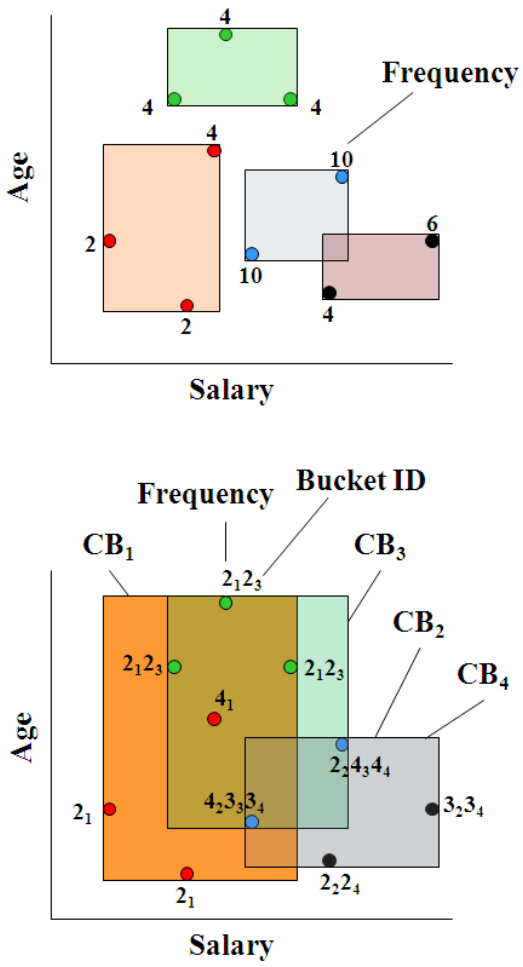 4
Frequency
4
4
4
10
Age
6
2
10
4
2
Salary
Bucket ID
Frequency
CB₁
CB₃
2₁2₃
CB₂
2₁2₃
2₁2₃
CB₄
4₁
Age
2₂4₃4₄
4₂3₃3₄
2₁
3₂3₄
2₁
2₂2₄
Salary